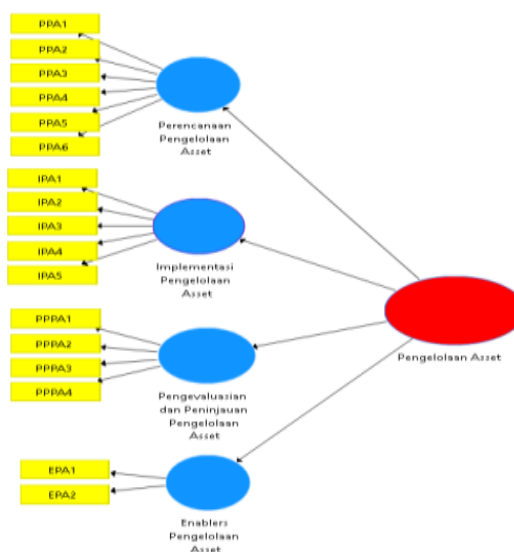 PPA1
PPA2
PPA3
PPA4
PPA5
PPA6
Perencanaan
Pengelolaan
Asset
IPA1
IPA2
IPA3
IPA4
IPA5
Implementasi
Pengelolaan
Asset
Pengelolaan Asset
PPPA1
PPPA2
PPPA3
PPPA4
Pengevaluasian
dan Peninjauan
Pengelolaan
Asset
EPA1
EPA2
Enablers
Pengelolaan
Asset